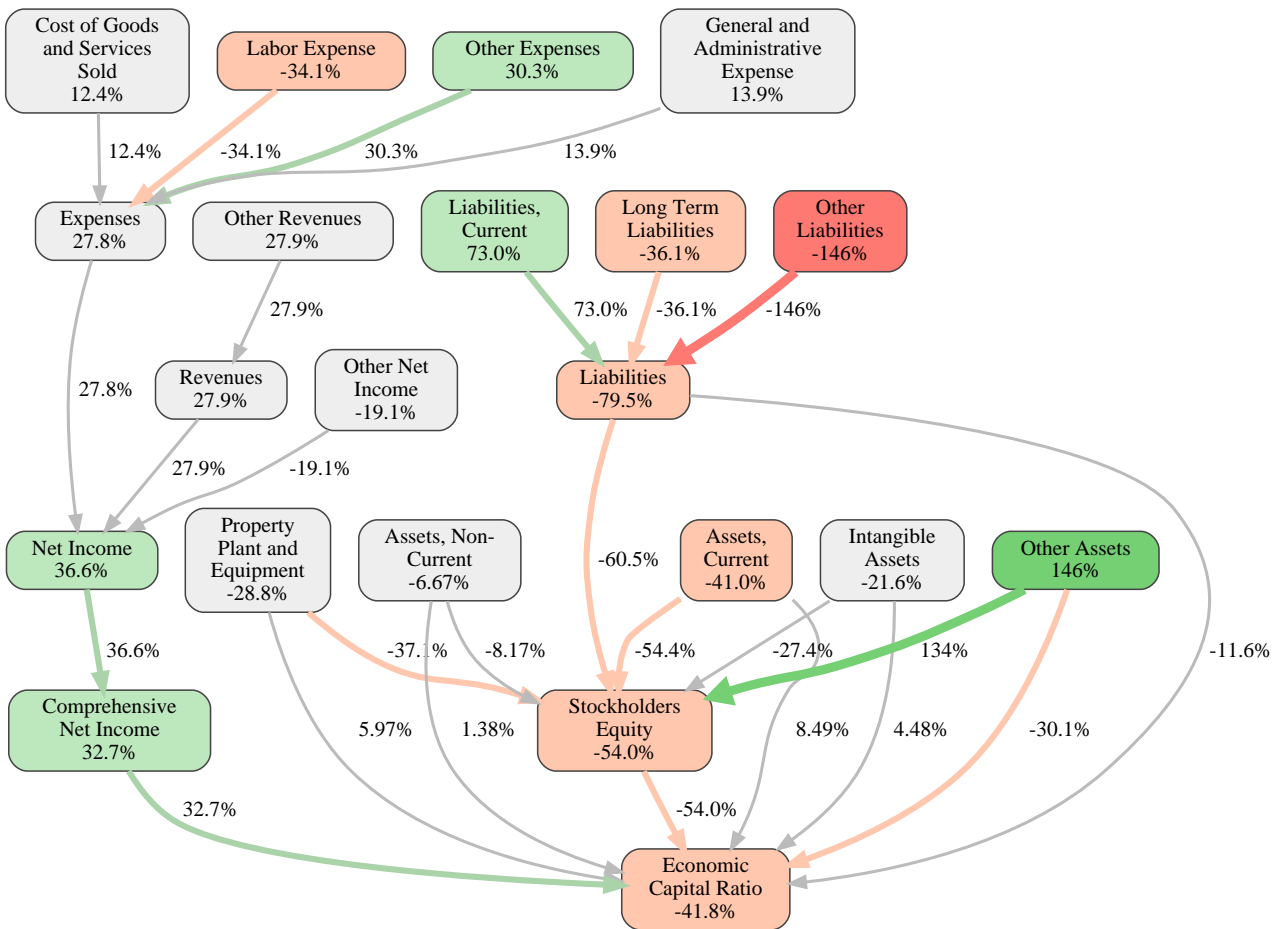 Cost of Goods
and Services
Sold
12.4%
Labor Expense
-34.1%
Other Expenses
30.3%
General and
Administrative
Expense
13.9%
12.4%
-34.1%
30.3%
13.9%
Expenses
27.8%
Other Revenues
27.9%
Liabilities,
Current
73.0%
Long Term
Liabilities
-36.1%
Other
Liabilities
-146%
27.9%
73.0%
-36.1%
-146%
27.8%
Revenues
27.9%
Other Net
Income
-19.1%
Liabilities
-79.5%
27.9%
-19.1%
Net Income
36.6%
Property
Plant and
Equipment
-28.8%
Assets, Non-
Current
-6.67%
-60.5%
Assets,
Current
-41.0%
Intangible
Assets
-21.6%
Other Assets
146%
36.6%
-37.1%
-8.17%
-54.4%
-27.4%
134%
-11.6%
Comprehensive
Net Income
32.7%
5.97%
1.38%
Stockholders
Equity
-54.0%
8.49%
4.48%
-30.1%
32.7%
-54.0%
Economic
Capital Ratio
-41.8%